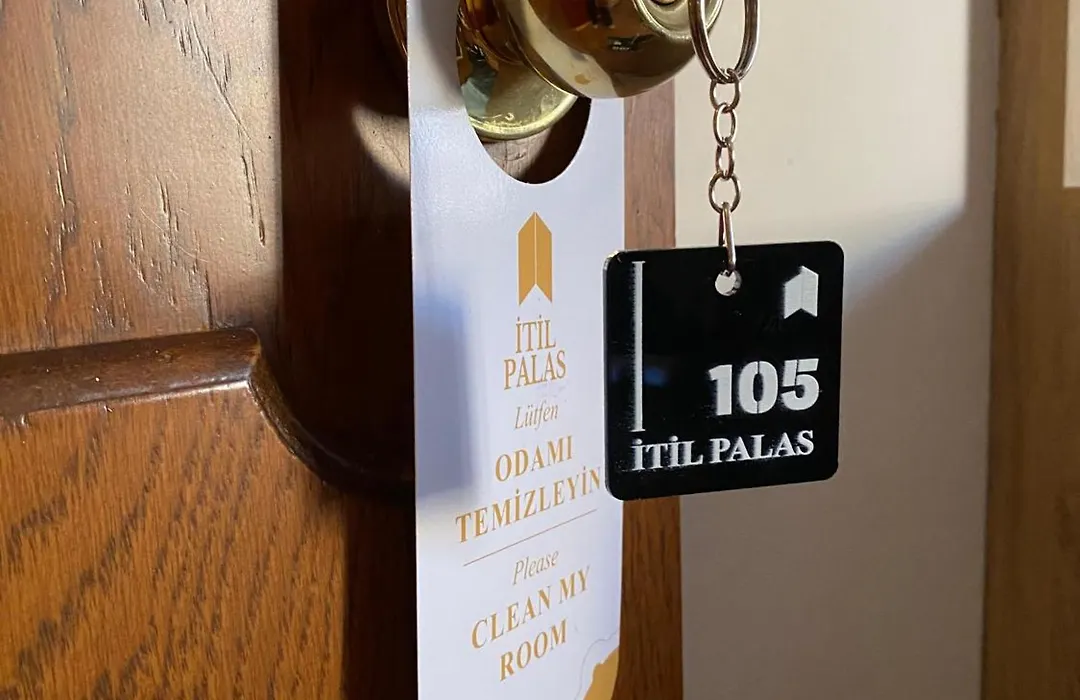 İTİL
PALAS
Lütfen
ODAMI
TEMİZLEYİN
Please
CLEAN MY
ROOM
105
İTİL PALAS